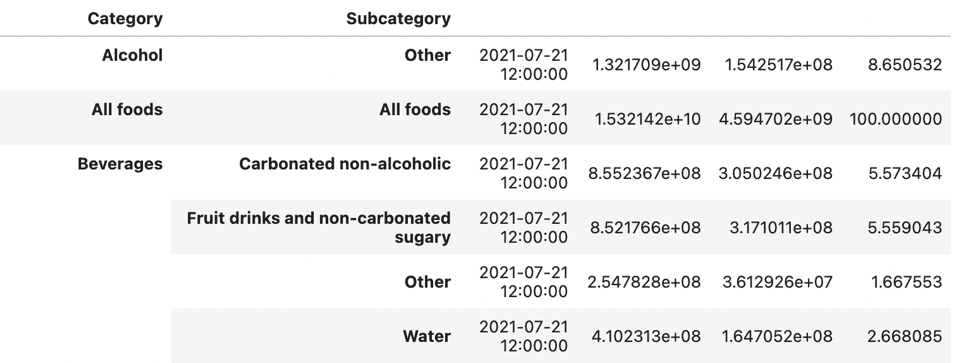 Category Subcategory
Alcohol Other 2021-07-21 12:00:00 1.321709e+09 1.542517e+08 8.650532
All foods All foods 2021-07-21 12:00:00 1.532142e+10 4.594702e+09 100.000000
Beverages Carbonated non-alcoholic 2021-07-21 12:00:00 8.552367e+08 3.050246e+08 5.573404
Fruit drinks and non-carbonated sugary 2021-07-21 12:00:00 8.521766e+08 3.171011e+08 5.559043
Other 2021-07-21 12:00:00 2.547828e+08 3.612926e+07 1.667553
Water 2021-07-21 12:00:00 4.102313e+08 1.647052e+08 2.668085